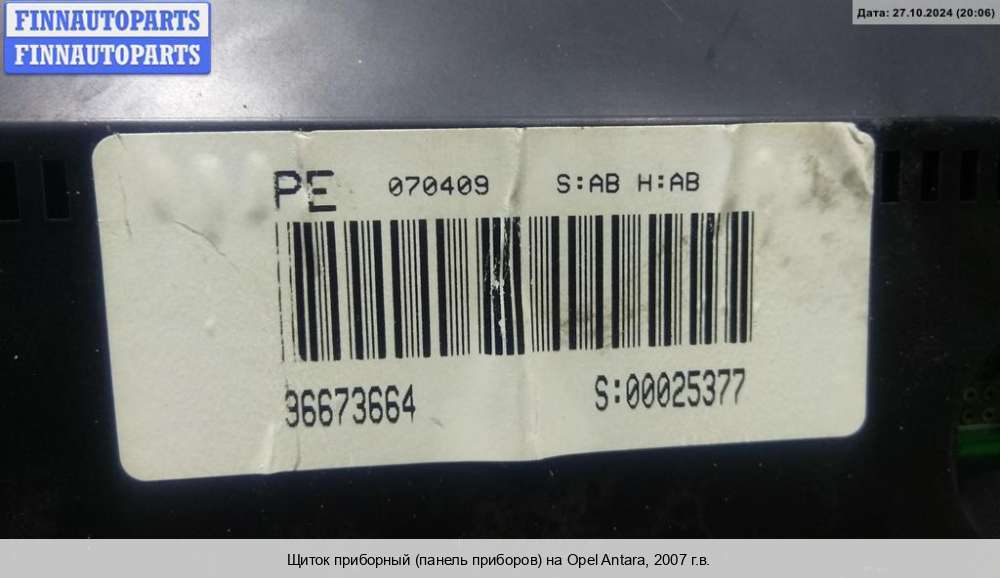 FINNAUTOPARTS
FINNAUTOPARTS
Дата: 27.10.2024 (20:06)
PE 070409 S:AB H:AB
96673664 S:00025377
Щиток приборный (панель приборов) на Opel Antara, 2007 г.в.